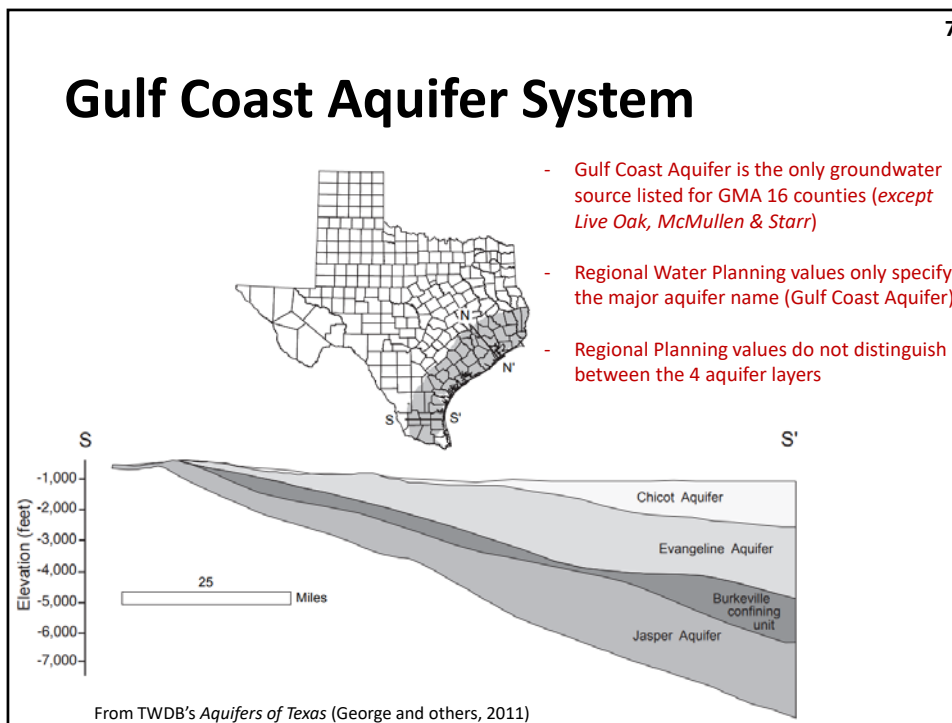 7
Gulf Coast Aquifer System
- Gulf Coast Aquifer is the only groundwater
source listed for GMA 16 counties (except
Live Oak, McMullen & Starr)
- Regional Water Planning values only specify
the major aquifer name (Gulf Coast Aquifer)
- Regional Planning values do not distinguish
between the 4 aquifer layers
N
N'
S
S'
S
S'
Elevation (feet)
-1,000
-2,000
-3,000
-4,000
-5,000
-6,000
-7,000
25
Miles
Chicot Aquifer
Evangeline Aquifer
Burkeville
confining
unit
Jasper Aquifer
From TWDB's Aquifers of Texas (George and others, 2011)